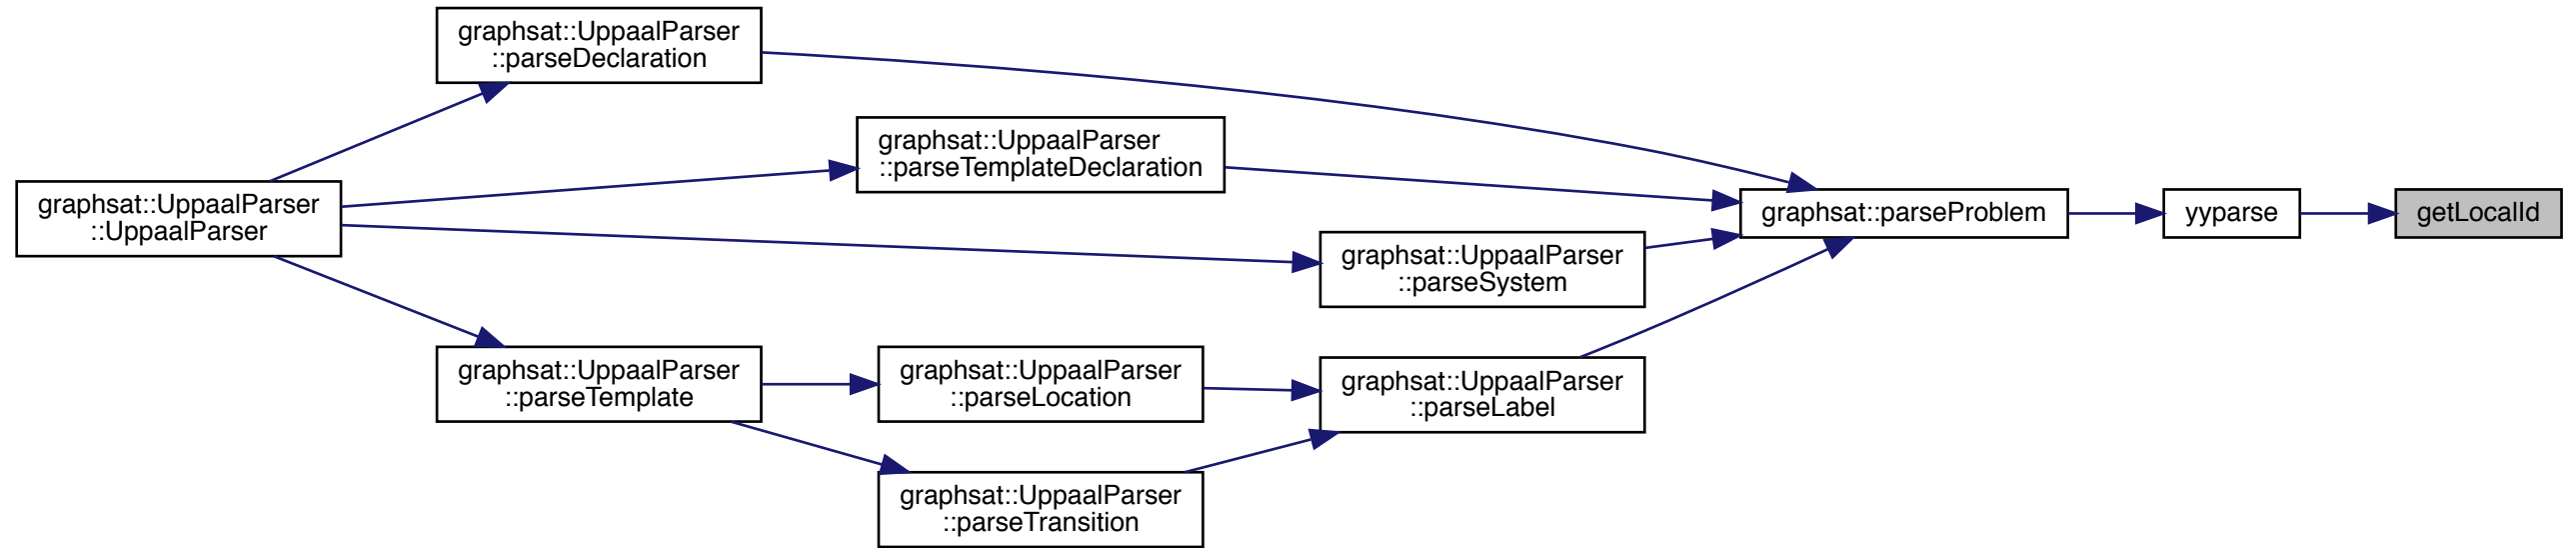 graphsat::UppaalParser
::parseDeclaration
graphsat::UppaalParser
::parseTemplateDeclaration
graphsat::UppaalParser
::UppaalParser
graphsat::parseProblem
yyparse
getLocalId
graphsat::UppaalParser
::parseSystem
graphsat::UppaalParser
::parseTemplate
graphsat::UppaalParser
::parseLocation
graphsat::UppaalParser
::parseLabel
graphsat::UppaalParser
::parseTransition